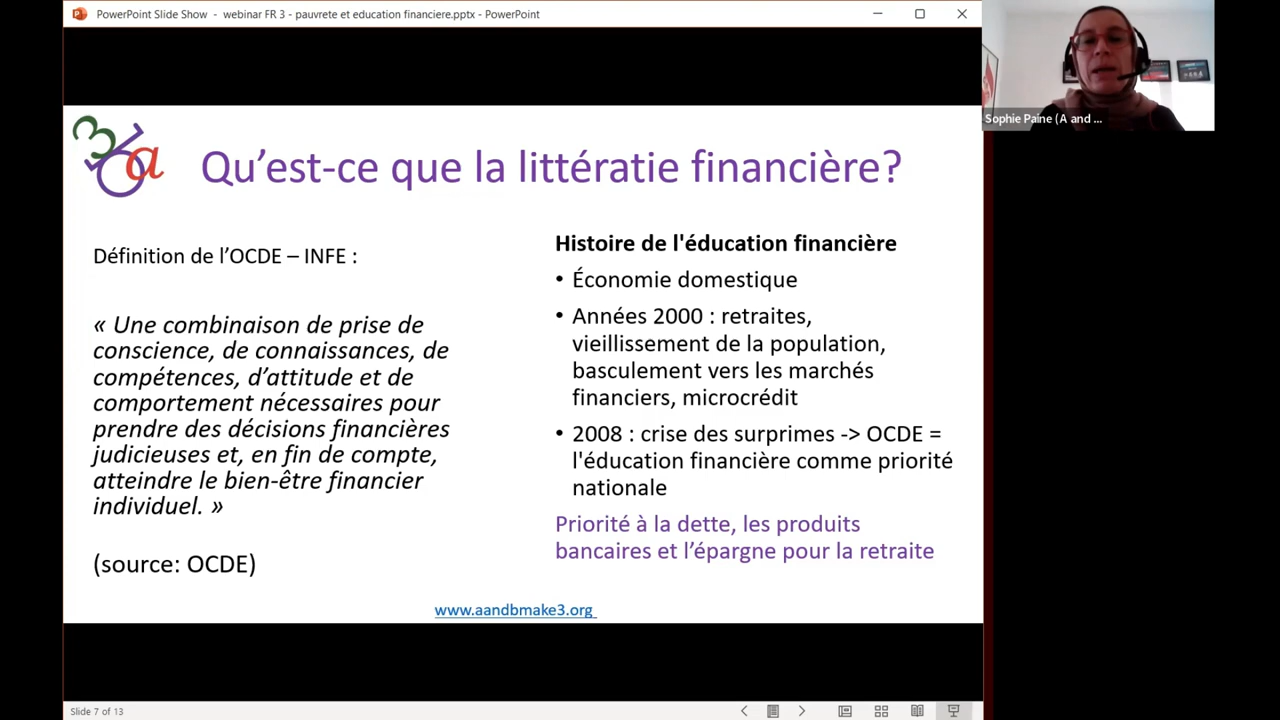 PowerPoint Slide Show - webinar FR 3 - pauvrete et education financiere.pptx - PowerPoint
Sophie Paine (A and ...
Qu’est-ce que la littératie financière?
Définition de l’OCDE – INFE :
« Une combinaison de prise de
conscience, de connaissances, de
compétences, d’attitude et de
comportement nécessaires pour
prendre des décisions financières
judicieuses et, en fin de compte,
atteindre le bien-être financier
individuel. »
(source: OCDE)
Histoire de l'éducation financière
• Économie domestique
• Années 2000 : retraites,
vieillissement de la population,
basculement vers les marchés
financiers, microcrédit
• 2008 : crise des surprimes -> OCDE =
l'éducation financière comme priorité
nationale
Priorité à la dette, les produits
bancaires et l’épargne pour la retraite
www.aandbmake3.org
Slide 7 of 13